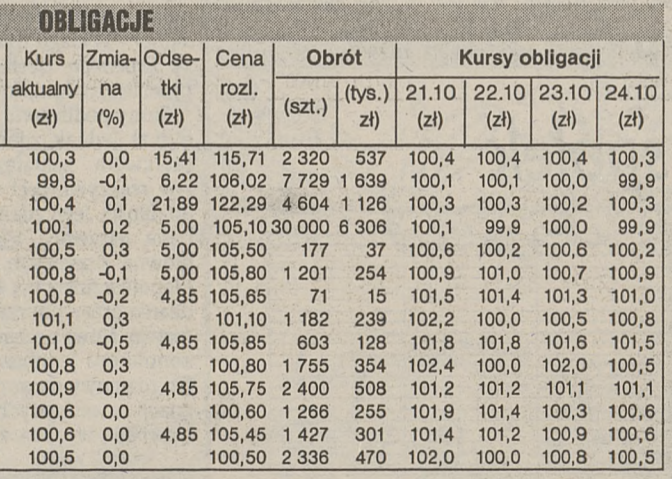 OBLIGACJE
Kurs Zmia- Odse- Cena Obrót Kursy obligacji
aktualny na tki rozl. (szt.) (tys.) 21.10 22.10 23.10 24.10
(zł) (%) (zł) (zł) zł) (zł) (zł) (zł) (zł)
100,3 0,0 15,41 115,71 2 320 537 100,4 100,4 100,4 100,3
99,8 -0,1 6,22 106,02 7 729 1 639 100,1 100,1 100,0 99,9
100,4 0,1 21,89 122,29 4 604 1 126 100,3 100,3 100,2 100,3
100,1 0,2 5,00 105,10 30 000 6 306 100,1 99,9 100,0 99,9
100,5 0,3 5,00 105,50 177 37 100,6 100,2 100,6 100,2
100,8 -0,1 5,00 105,80 1 201 254 100,9 101,0 100,7 100,9
100,8 -0,2 4,85 105,65 71 15 101,5 101,4 101,3 101,0
101,1 0,3 101,10 1 182 239 102,2 100,0 100,5 100,8
101,0 -0,5 4,85 105,85 603 128 101,8 101,8 101,6 101,5
100,8 0,3 100,80 1 755 354 102,4 100,0 102,0 100,5
100,9 -0,2 4,85 105,75 2 400 508 101,2 101,2 101,1 101,1
100,6 0,0 100,60 1 266 255 101,9 101,4 100,3 100,6
100,6 0,0 4,85 105,45 1 427 301 101,4 101,2 100,9 100,6
100,5 0,0 100,50 2 336 470 102,0 100,0 100,8 100,5